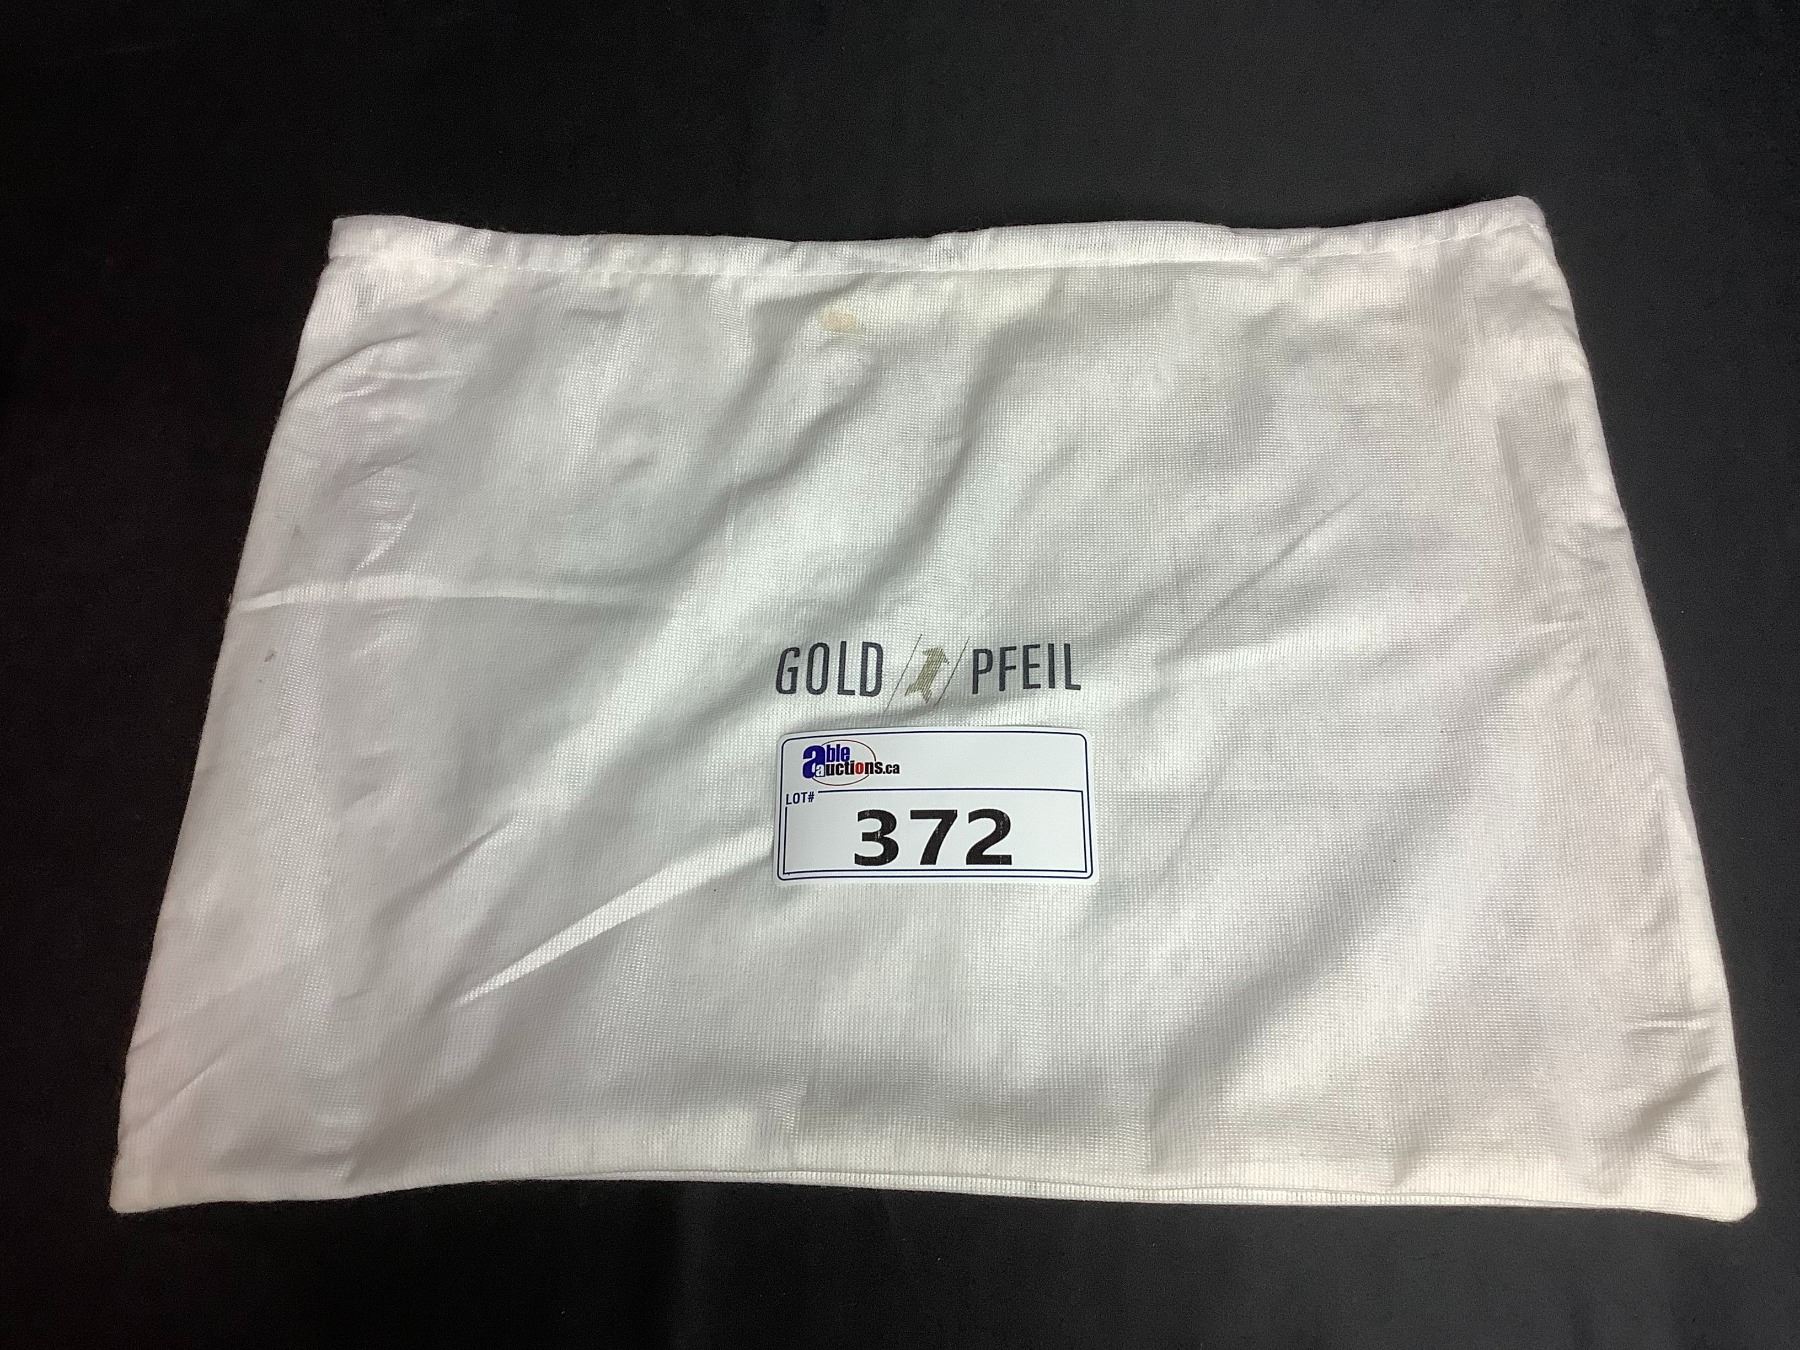 GOLD PFEIL
able
auctions.ca
LOT#
372